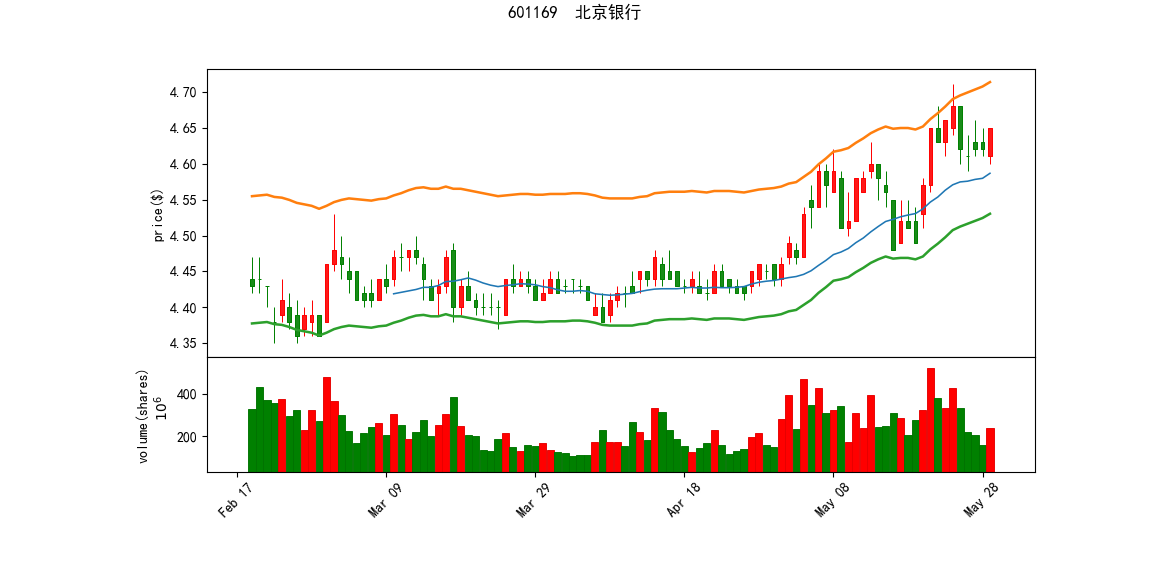 601169 北京银行
price($)
4.70
4.65
4.60
4.55
4.50
4.45
4.40
4.35
volume(shares)
10^6
400
200
Feb 17
Mar 09
Mar 29
Apr 18
May 08
May 28